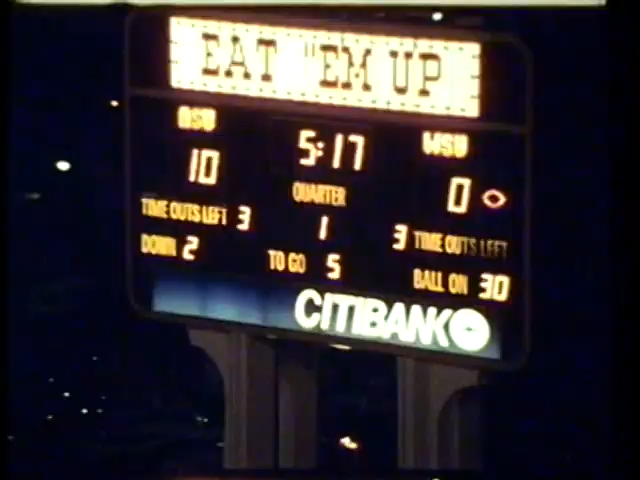 EAT "EM UP
WSU
5:17
10
0
QUARTER
TIME OUTS LEFT 3
1
3 TIME OUTS LEFT
DOWN 2
TO GO 5
BALL ON 30
CITIBANK